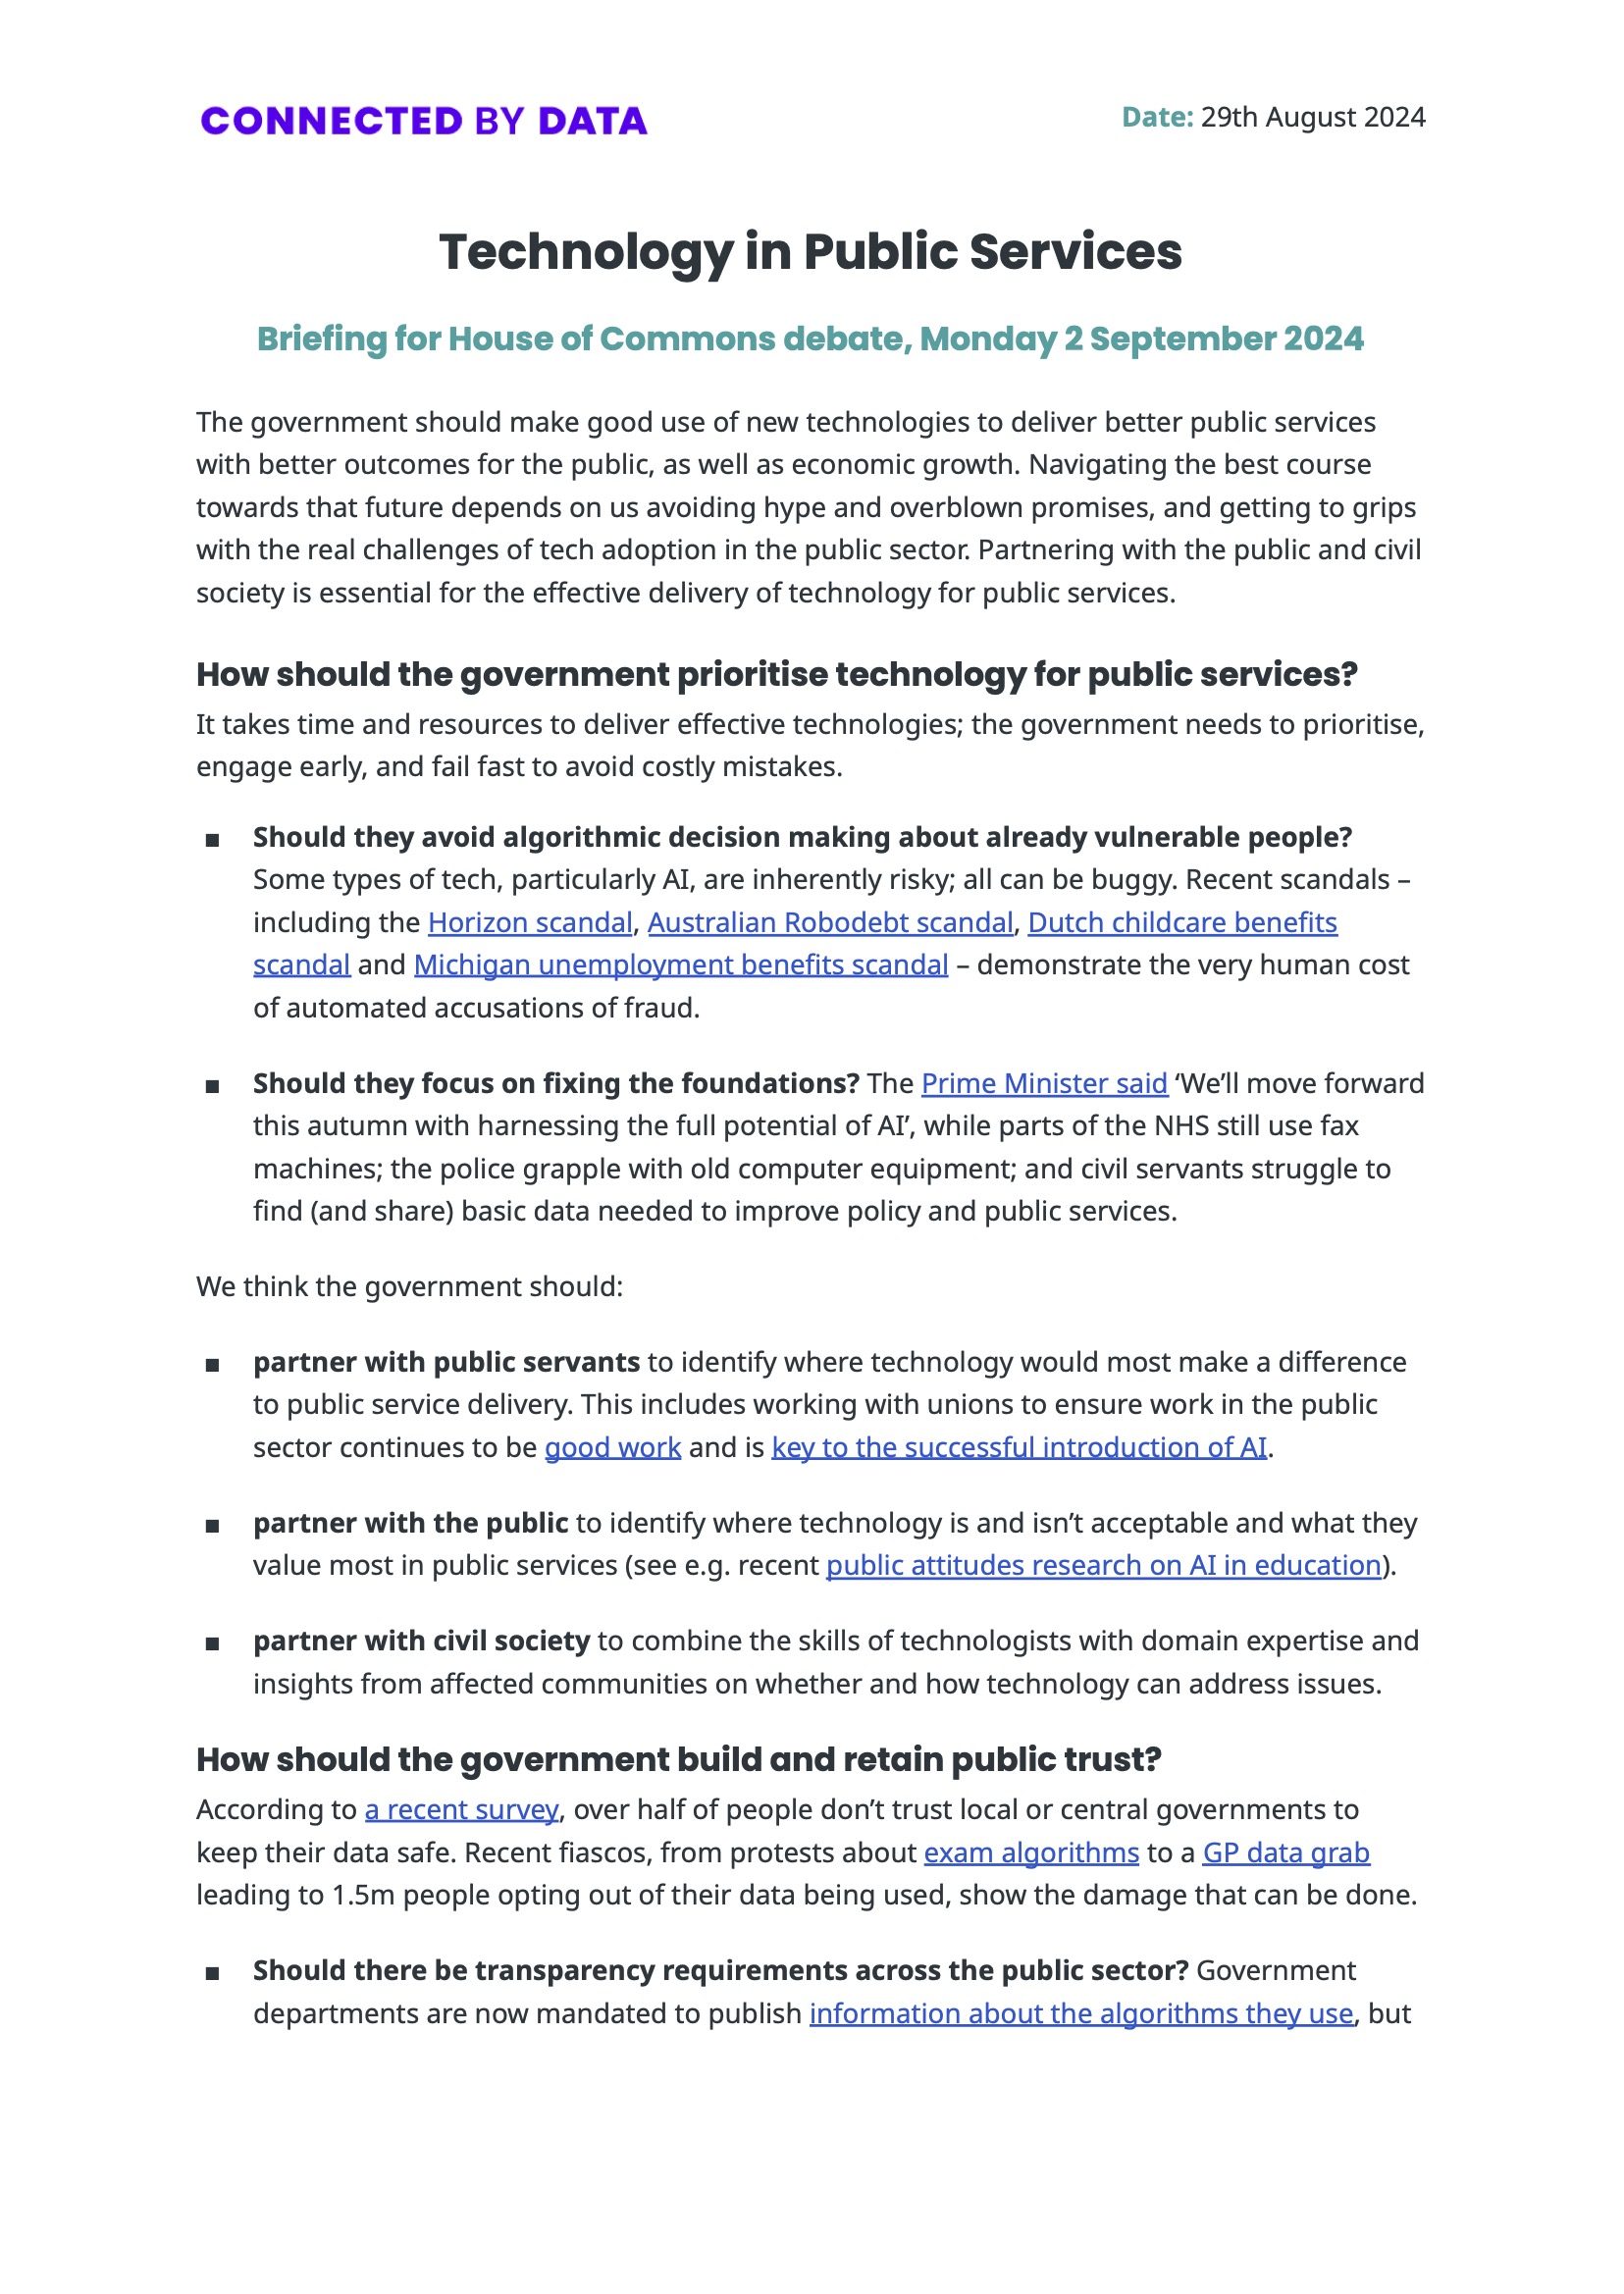 CONNECTED BY DATA
Date: 29th August 2024
Technology in Public Services
Briefing for House of Commons debate, Monday 2 September 2024
The government should make good use of new technologies to deliver better public services
with better outcomes for the public, as well as economic growth. Navigating the best course
towards that future depends on us avoiding hype and overblown promises, and getting to grips
with the real challenges of tech adoption in the public sector. Partnering with the public and civil
society is essential for the effective delivery of technology for public services.
How should the government prioritise technology for public services?
It takes time and resources to deliver effective technologies; the government needs to prioritise,
engage early, and fail fast to avoid costly mistakes.
▪ Should they avoid algorithmic decision making about already vulnerable people?
Some types of tech, particularly AI, are inherently risky; all can be buggy. Recent scandals –
including the Horizon scandal, Australian Robodebt scandal, Dutch childcare benefits
scandal and Michigan unemployment benefits scandal – demonstrate the very human cost
of automated accusations of fraud.
▪ Should they focus on fixing the foundations? The Prime Minister said ‘We’ll move forward
this autumn with harnessing the full potential of AI’, while parts of the NHS still use fax
machines; the police grapple with old computer equipment; and civil servants struggle to
find (and share) basic data needed to improve policy and public services.
We think the government should:
▪ partner with public servants to identify where technology would most make a difference
to public service delivery. This includes working with unions to ensure work in the public
sector continues to be good work and is key to the successful introduction of AI.
▪ partner with the public to identify where technology is and isn’t acceptable and what they
value most in public services (see e.g. recent public attitudes research on AI in education).
▪ partner with civil society to combine the skills of technologists with domain expertise and
insights from affected communities on whether and how technology can address issues.
How should the government build and retain public trust?
According to a recent survey, over half of people don’t trust local or central governments to
keep their data safe. Recent fiascos, from protests about exam algorithms to a GP data grab
leading to 1.5m people opting out of their data being used, show the damage that can be done.
▪ Should there be transparency requirements across the public sector? Government
departments are now mandated to publish information about the algorithms they use, but